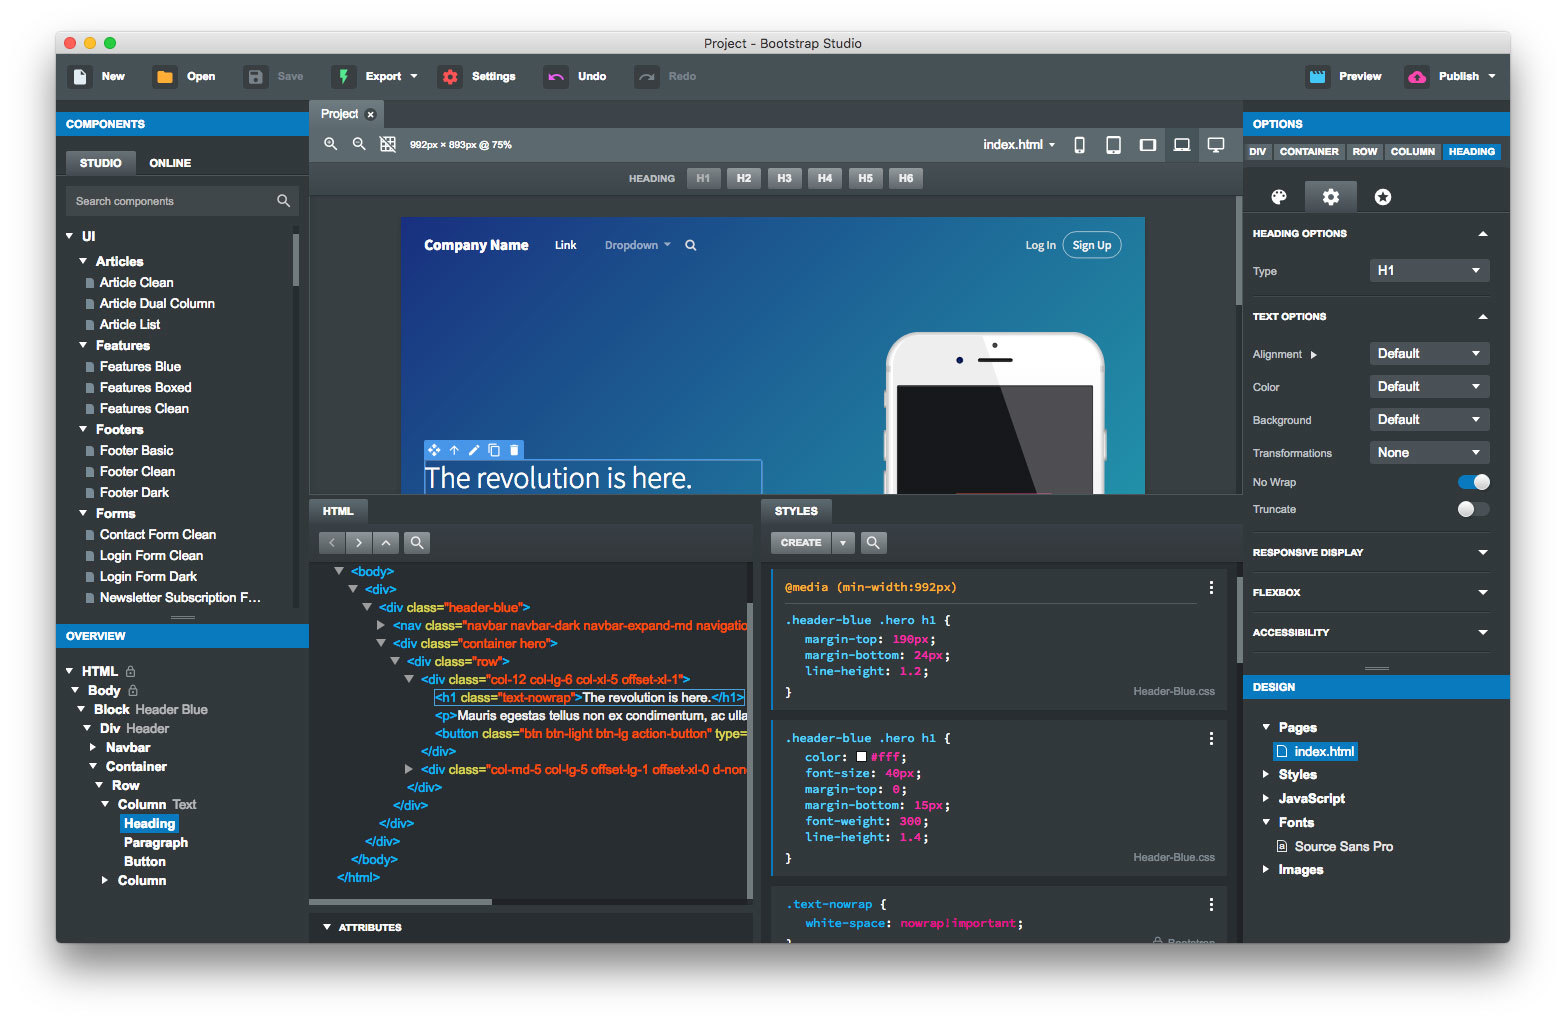 Project - Bootstrap Studio
New Open Save Export Settings Undo Redo Preview Publish
COMPONENTS
STUDIO ONLINE
Search components
UI
Articles
Article Clean
Article Dual Column
Article List
Features
Features Blue
Features Boxed
Features Clean
Footers
Footer Basic
Footer Clean
Footer Dark
Forms
Contact Form Clean
Login Form Clean
Login Form Dark
Newsletter Subscription F...
OVERVIEW
HTML
Body
Block Header Blue
Div Header
Navbar
Container
Row
Column Text
Heading
Paragraph
Button
Column
Project
992px × 893px @ 75%
index.html
HEADING H1 H2 H3 H4 H5 H6
Company Name Link Dropdown Log In Sign Up
The revolution is here.
HTML
<body>
<div>
<div class="header-blue">
<nav class="navbar navbar-dark navbar-expand-md navigatio
<div class="container hero">
<div class="row">
<div class="col-12 col-lg-6 col-xl-5 offset-xl-1">
<h1 class="text-nowrap">The revolution is here.</h1>
<p>Mauris egestas tellus non ex condimentum, ac ulla
<button class="btn btn-light btn-lg action-button" type=
</div>
<div class="col-md-5 col-lg-5 offset-lg-1 offset-xl-0 d-non
</div>
</div>
</div>
</div>
</body>
</html>
ATTRIBUTES
STYLES
CREATE
@media (min-width:992px)
.header-blue .hero h1 {
margin-top: 190px;
margin-bottom: 24px;
line-height: 1.2;
}
Header-Blue.css
.header-blue .hero h1 {
color: #fff;
font-size: 40px;
margin-top: 0;
margin-bottom: 15px;
font-weight: 300;
line-height: 1.4;
}
Header-Blue.css
.text-nowrap {
white-space: nowrap!important;
}
Bootstrap
OPTIONS
DIV CONTAINER ROW COLUMN HEADING
HEADING OPTIONS
Type H1
TEXT OPTIONS
Alignment Default
Color Default
Background Default
Transformations None
No Wrap
Truncate
RESPONSIVE DISPLAY
FLEXBOX
ACCESSIBILITY
DESIGN
Pages
index.html
Styles
JavaScript
Fonts
Source Sans Pro
Images